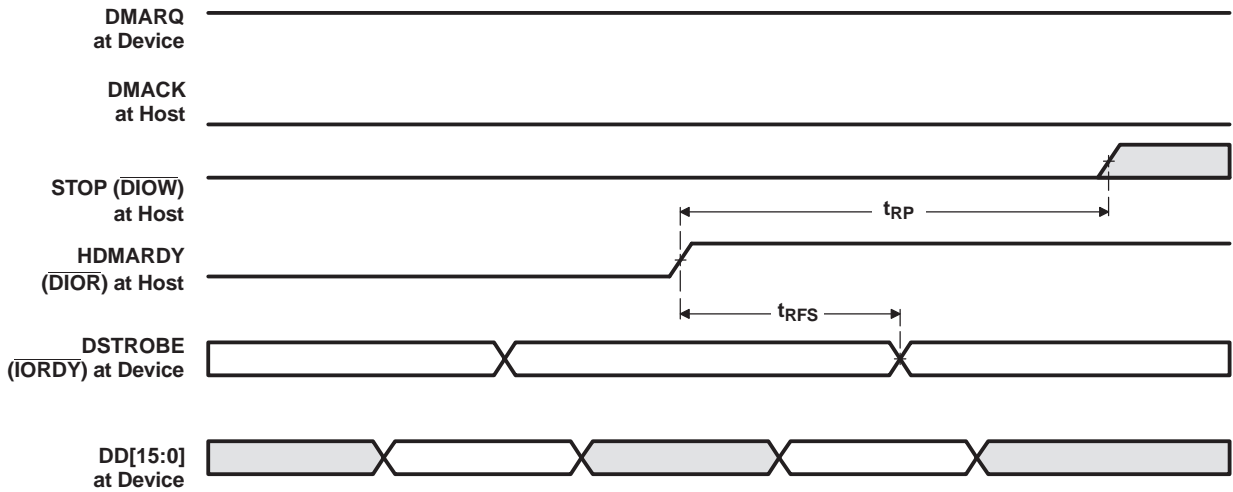 DMARQ
at Device
DMACK
at Host
STOP (DIOW)
at Host
tRP
HDMARDY
(DIOR) at Host
tRFS
DSTROBE
(IORDY) at Device
DD[15:0]
at Device